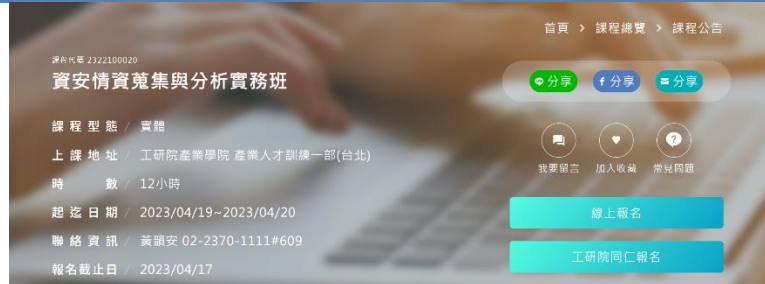 首頁 > 課程總覽 > 課程公告
課程代碼 2322100020
資安情資蒐集與分析實務班
分享 分享 分享
課程型態/ 實體
上課地址/ 工研院產業學院 產業人才訓練一部(台北)
時數/ 12小時
起迄日期/ 2023/04/19~2023/04/20
聯絡資訊/ 黃韻安 02-2370-1111#609
報名截止日/ 2023/04/17
我要留言 加入收藏 常見問題
線上報名
工研院同仁報名